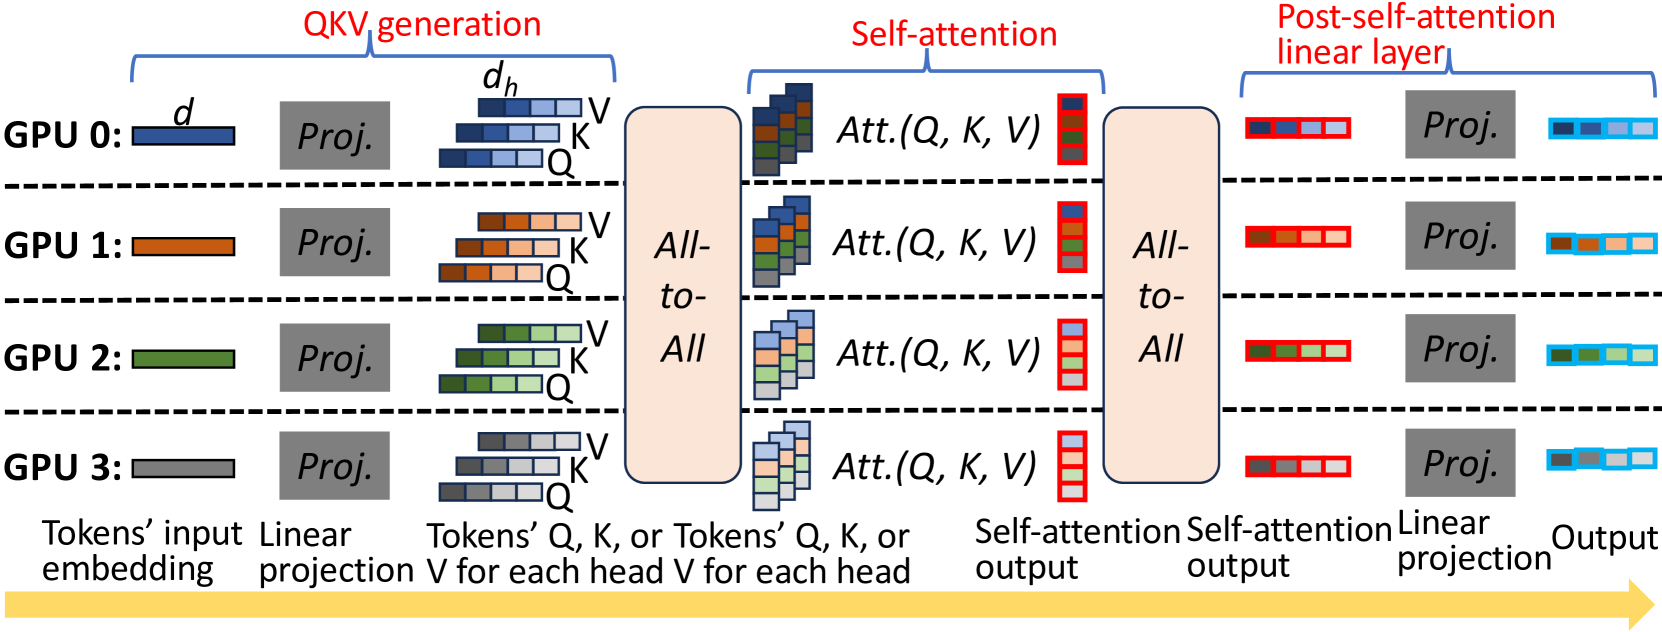 QKV generation
Self-attention
Post-self-attention
linear layer
d
d_h
GPU 0:
Proj.
V
K
Q
Att.(Q, K, V)
Proj.
GPU 1:
Proj.
V
K
Q
All-
to-
All
Att.(Q, K, V)
All-
to-
All
Proj.
GPU 2:
Proj.
V
K
Q
Att.(Q, K, V)
Proj.
GPU 3:
Proj.
V
K
Q
Att.(Q, K, V)
Proj.
Tokens’ input
embedding
Linear
projection
Tokens’ Q, K, or
V for each head
Tokens’ Q, K, or
V for each head
Self-attention
output
Self-attention
output
Linear
projection
Output